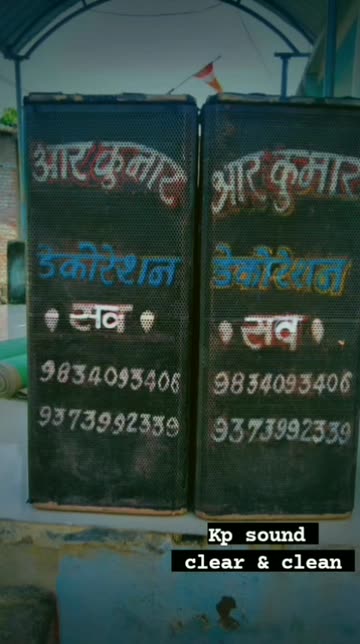 आर कुमार
डेकोरेशन
सव
9834093406
9373992339
आर कुमार
डेकोरेशन
सव
9834093406
9373992339
Kp sound
clear & clean